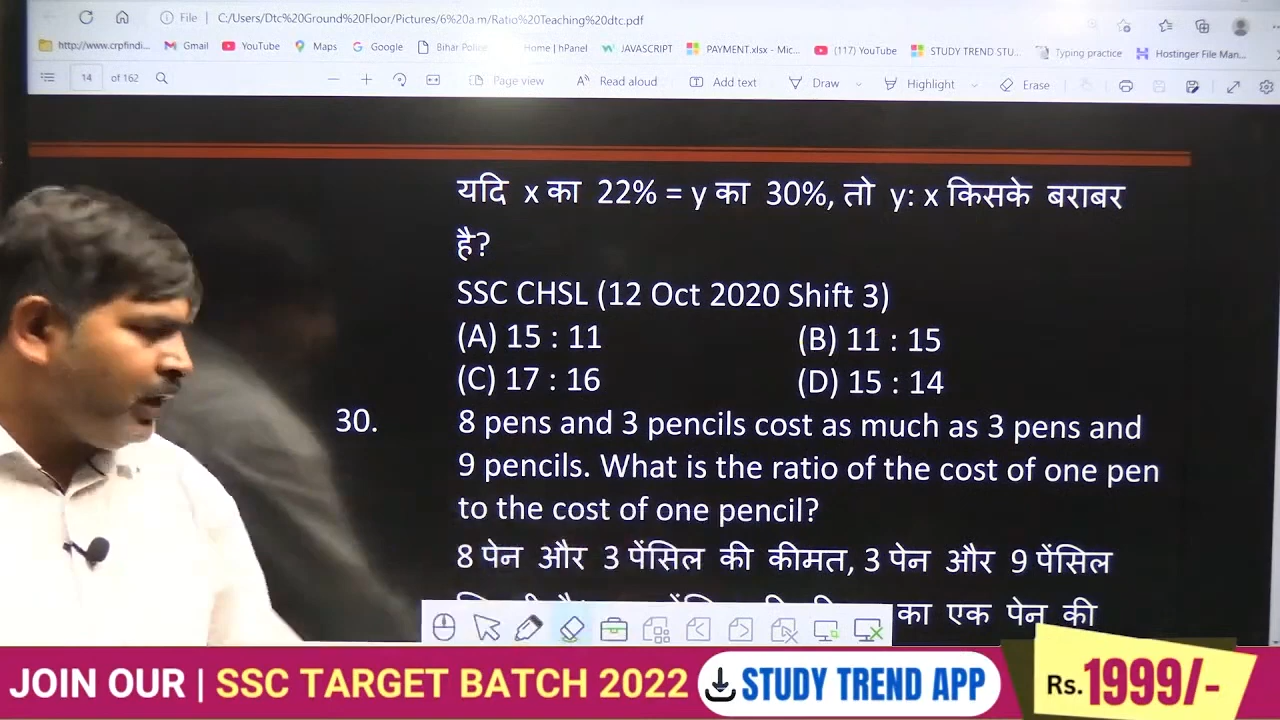 File
C:/Users/Dtc%20Ground%20Floor/Pictures/6%20a.m/Ratio%20Teaching%20dtc.pdf
http://www.crpfindi...
Gmail
YouTube
Maps
Google
Bihar Police
Home | hPanel
JAVASCRIPT
PAYMENT.xlsx - Mic...
(117) YouTube
STUDY TREND STU...
Typing practice
Hostinger File Man...
14 of 162
Page view
Read aloud
Add text
Draw
Highlight
Erase
यदि x का 22% = y का 30%, तो y: x किसके बराबर
है?
SSC CHSL (12 Oct 2020 Shift 3)
(A) 15 : 11 (B) 11 : 15
(C) 17 : 16 (D) 15 : 14
30. 8 pens and 3 pencils cost as much as 3 pens and
9 pencils. What is the ratio of the cost of one pen
to the cost of one pencil?
8 पेन और 3 पेंसिल की कीमत, 3 पेन और 9 पेंसिल
का एक पेन की
JOIN OUR | SSC TARGET BATCH 2022 STUDY TREND APP Rs. 1999/-